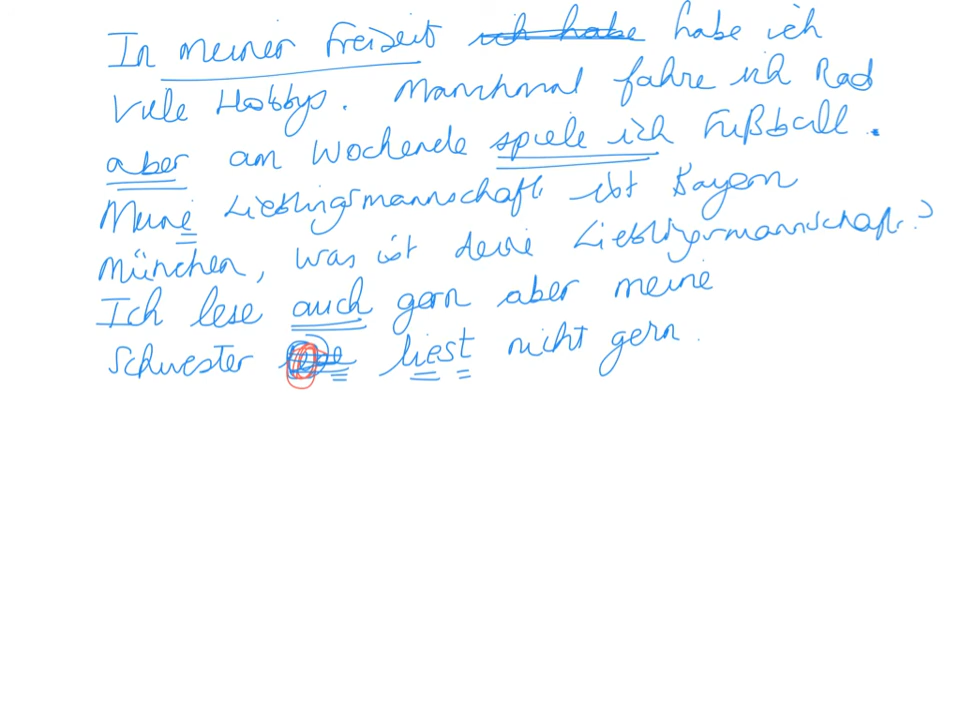 In meiner Freizeit ich habe habe ich
viele Hobbys. Manchmal fahre ich Rad
aber am Wochende spiele ich Fußball.
Meine Lieblingsmannschaft ist Bayern
München, was ist deine Lieblingsmannschaft?
Ich lese auch gern aber meine
Schwester liest nicht gern.